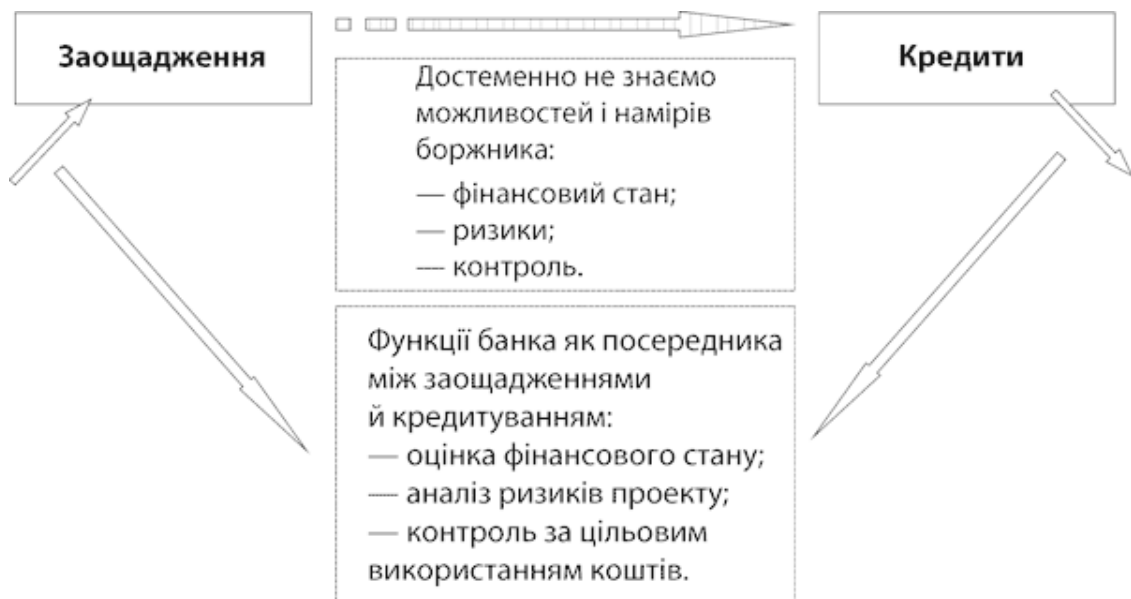 Заощадження
Кредити
Достеменно не знаємо
можливостей і намірів
боржника:
— фінансовий стан;
— ризики;
— контроль.
Функції банка як посередника
між заощадженнями
й кредитуванням:
— оцінка фінансового стану;
— аналіз ризиків проекту;
— контроль за цільовим
використанням коштів.